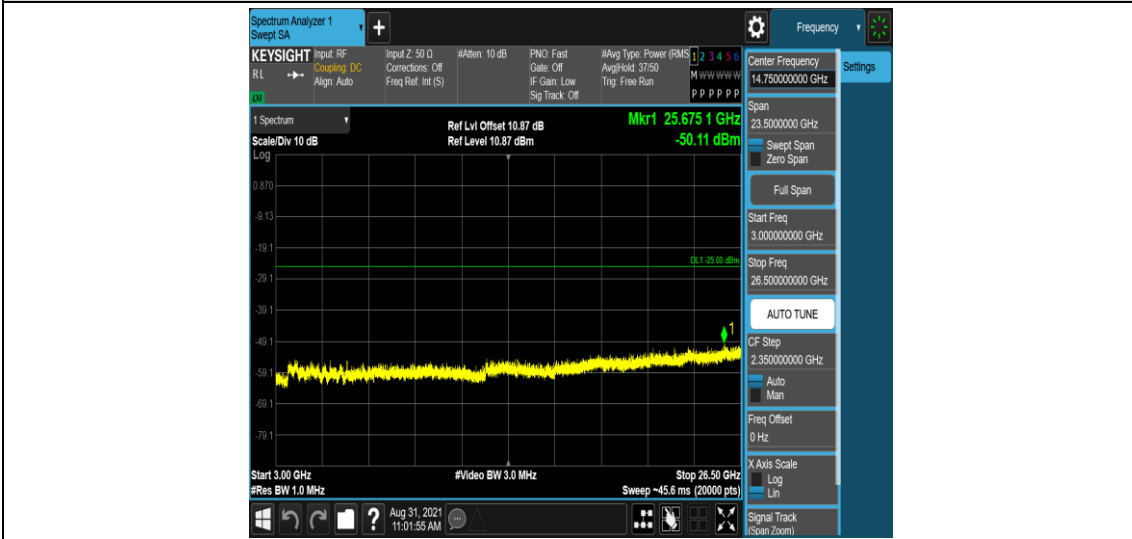 Spectrum Analyzer 1
Swept SA
+
Frequency
KEYSIGHT
RL
LM
Input: RF
Coupling: DC
Align: Auto
Input Z: 50 Ω
Corrections: Off
Freq Ref: Int (S)
#Atten: 10 dB
PNO: Fast
Gate: Off
IF Gain: Low
Sig Track: Off
#Avg Type: Power (RMS
Avg|Hold: 37/50
Trig: Free Run
1 2 3 4 5 6
M W W W W W
P P P P P P
1 Spectrum
Scale/Div 10 dB
Log
Ref Lvl Offset 10.87 dB
Ref Level 10.87 dBm
Mkr1 25.675 1 GHz
-50.11 dBm
0.870
-9.13
-19.1
DL1 -25.00 dBm
-29.1
-39.1
1
-49.1
-59.1
-69.1
-79.1
Start 3.00 GHz
#Video BW 3.0 MHz
Stop 26.50 GHz
#Res BW 1.0 MHz
Sweep ~45.6 ms (20000 pts)
?
Aug 31, 2021
11:01:55 AM
Center Frequency
14.750000000 GHz
Settings
Span
23.5000000 GHz
Swept Span
Zero Span
Full Span
Start Freq
3.000000000 GHz
Stop Freq
26.500000000 GHz
AUTO TUNE
CF Step
2.350000000 GHz
Auto
Man
Freq Offset
0 Hz
X Axis Scale
Log
Lin
Signal Track
(Span Zoom)